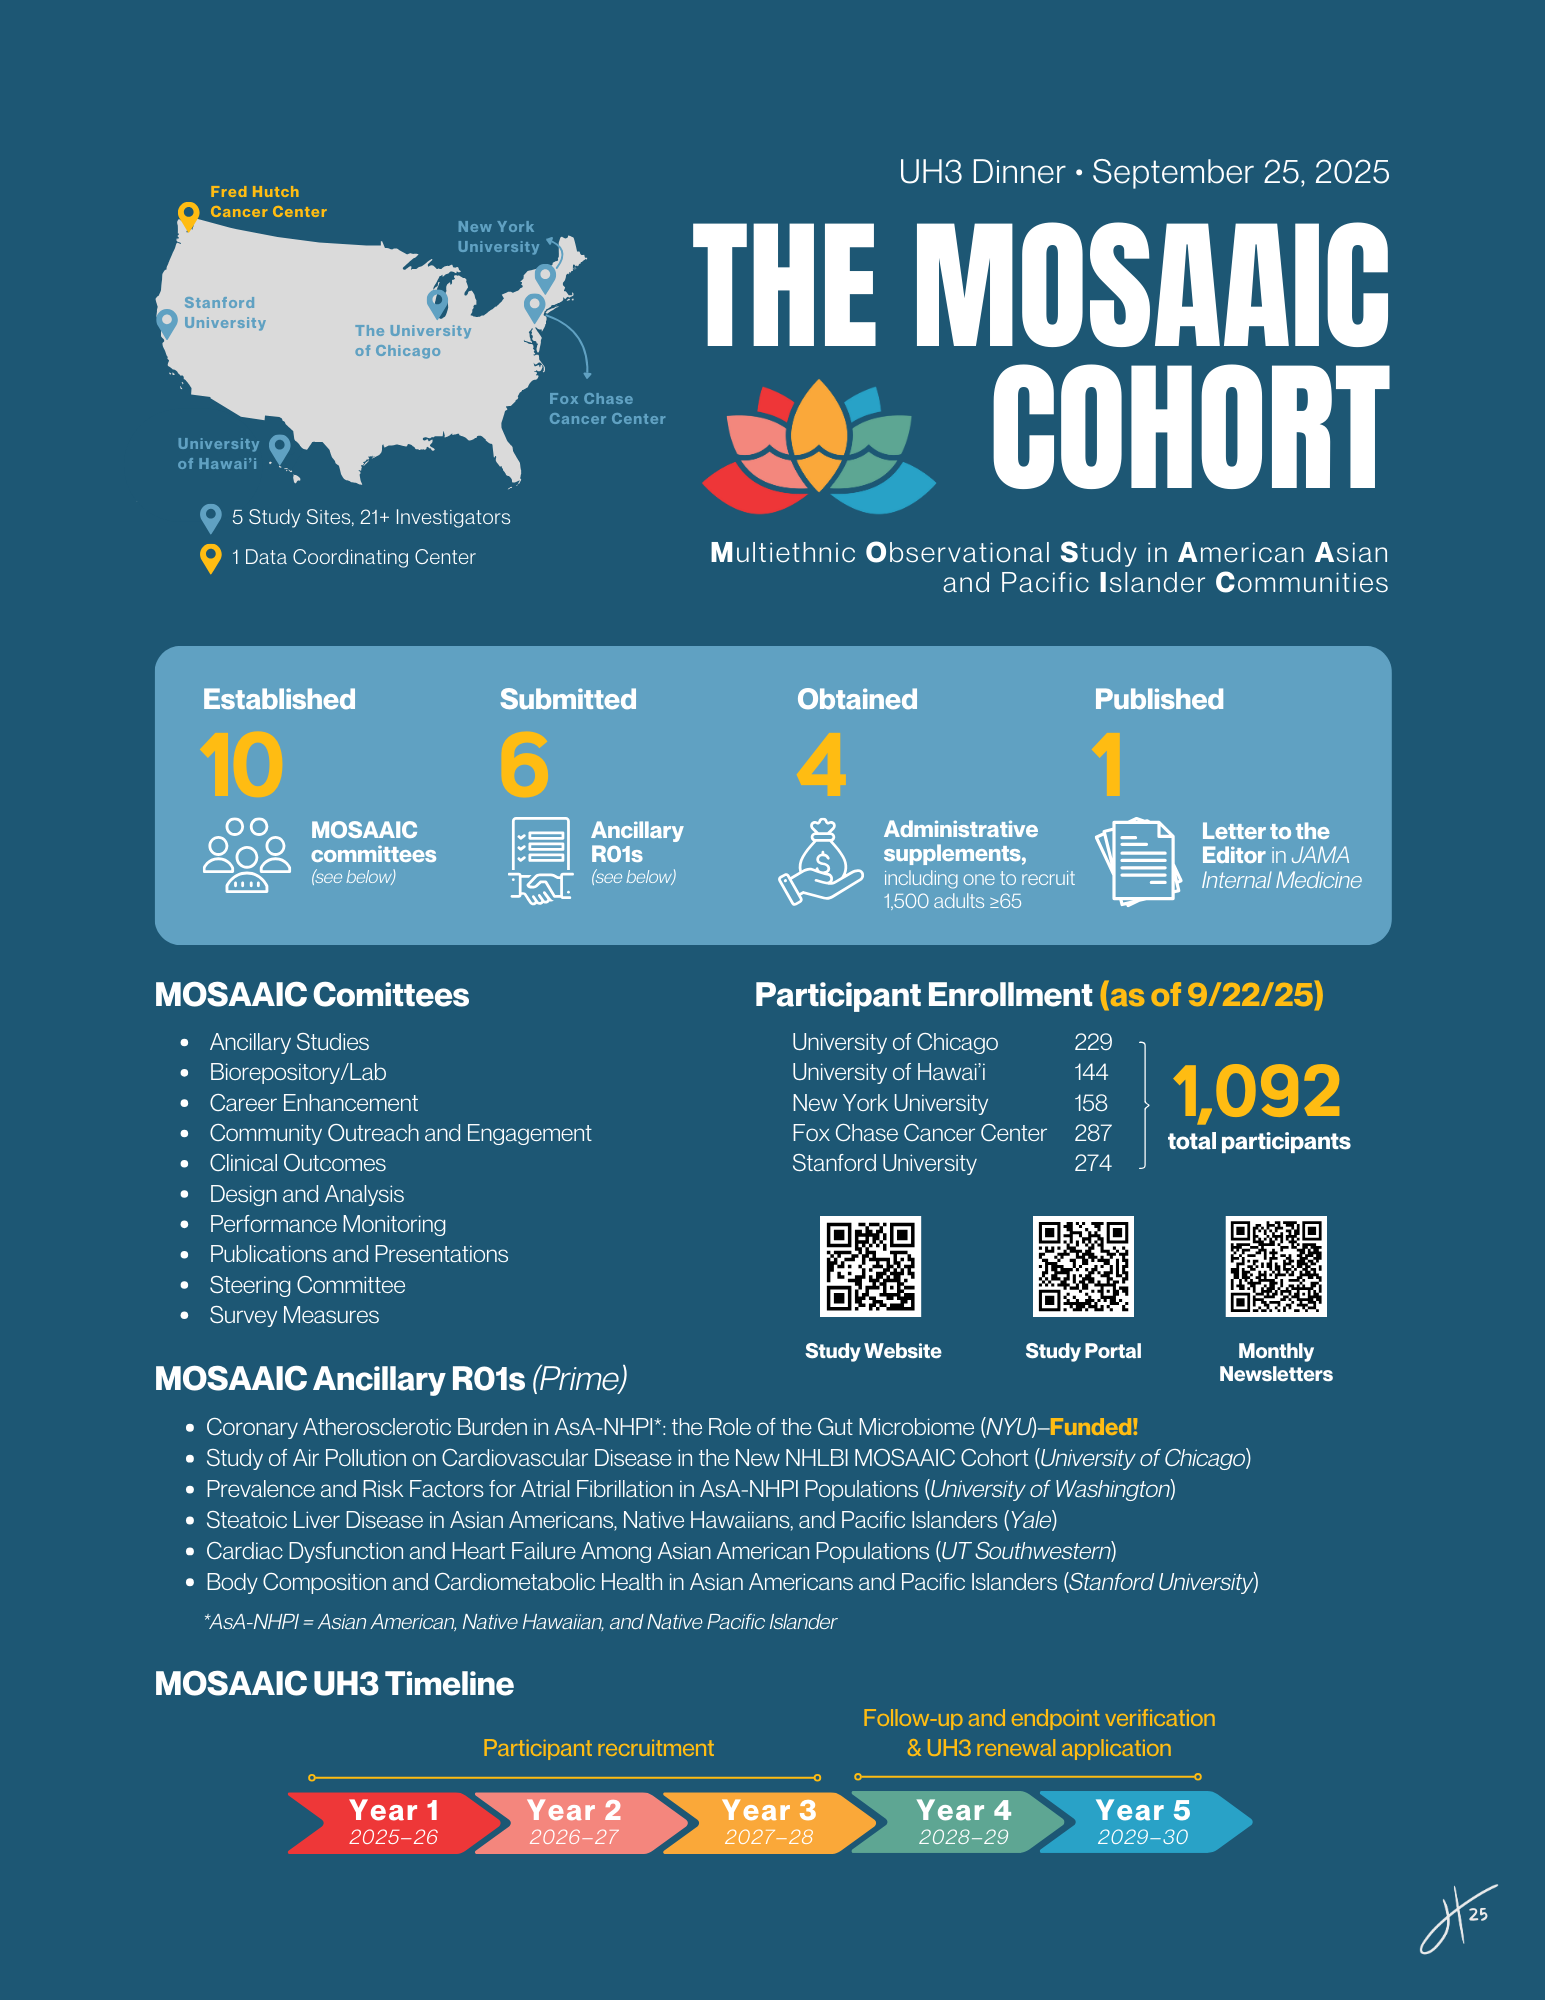 UH3 Dinner • September 25, 2025
THE MOSAAIC
COHORT
Multiethnic Observational Study in American Asian
and Pacific Islander Communities
Fred Hutch
Cancer Center
New York
University
Stanford
University
The University
of Chicago
Fox Chase
Cancer Center
University
of Hawai'i
5 Study Sites, 21+ Investigators
1 Data Coordinating Center
Established
10
MOSAAIC
committees
(see below)
Submitted
6
Ancillary
R01s
(see below)
Obtained
4
Administrative
supplements,
including one to recruit
1,500 adults ≥65
Published
1
Letter to the
Editor in JAMA
Internal Medicine
MOSAAIC Comittees
• Ancillary Studies
• Biorepository/Lab
• Career Enhancement
• Community Outreach and Engagement
• Clinical Outcomes
• Design and Analysis
• Performance Monitoring
• Publications and Presentations
• Steering Committee
• Survey Measures
Participant Enrollment (as of 9/22/25)
University of Chicago 229
University of Hawai'i 144
New York University 158
Fox Chase Cancer Center 287
Stanford University 274
1,092
total participants
Study Website
Study Portal
Monthly
Newsletters
MOSAAIC Ancillary R01s (Prime)
• Coronary Atherosclerotic Burden in AsA-NHPI*: the Role of the Gut Microbiome (NYU)–Funded!
• Study of Air Pollution on Cardiovascular Disease in the New NHLBI MOSAAIC Cohort (University of Chicago)
• Prevalence and Risk Factors for Atrial Fibrillation in AsA-NHPI Populations (University of Washington)
• Steatoic Liver Disease in Asian Americans, Native Hawaiians, and Pacific Islanders (Yale)
• Cardiac Dysfunction and Heart Failure Among Asian American Populations (UT Southwestern)
• Body Composition and Cardiometabolic Health in Asian Americans and Pacific Islanders (Stanford University)
*AsA-NHPI = Asian American, Native Hawaiian, and Native Pacific Islander
MOSAAIC UH3 Timeline
Participant recruitment
Follow-up and endpoint verification
& UH3 renewal application
Year 1
2025–26
Year 2
2026–27
Year 3
2027–28
Year 4
2028–29
Year 5
2029–30
25